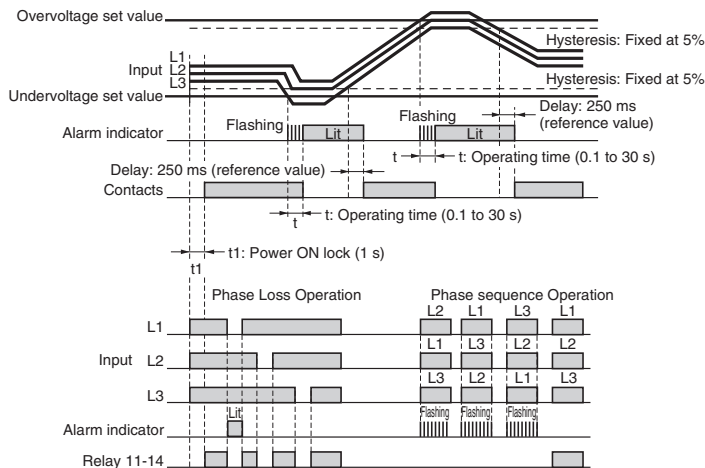 Overvoltage set value
Hysteresis: Fixed at 5%
L1
Input L2
L3
Hysteresis: Fixed at 5%
Undervoltage set value
Delay: 250 ms
(reference value)
Flashing
Flashing
Alarm indicator
Lit
Lit
t
t: Operating time (0.1 to 30 s)
Delay: 250 ms (reference value)
Contacts
t: Operating time (0.1 to 30 s)
t
t1: Power ON lock (1 s)
t1
Phase Loss Operation
Phase sequence Operation
L2 L1 L3 L1
L1
L1 L3 L2 L2
Input L2
L3 L2 L1 L3
L3
Lit
Flashing Flashing Flashing
Alarm indicator
Relay 11-14